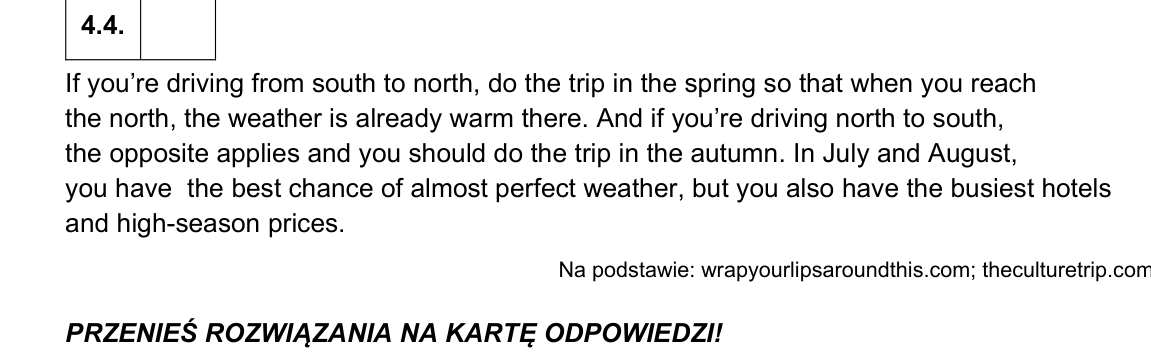 4.4.
If you’re driving from south to north, do the trip in the spring so that when you reach
the north, the weather is already warm there. And if you’re driving north to south,
the opposite applies and you should do the trip in the autumn. In July and August,
you have  the best chance of almost perfect weather, but you also have the busiest hotels
and high-season prices.
Na podstawie: wrapyourlipsaroundthis.com; theculturetrip.com
PRZENIEŚ ROZWIĄZANIA NA KARTĘ ODPOWIEDZI!